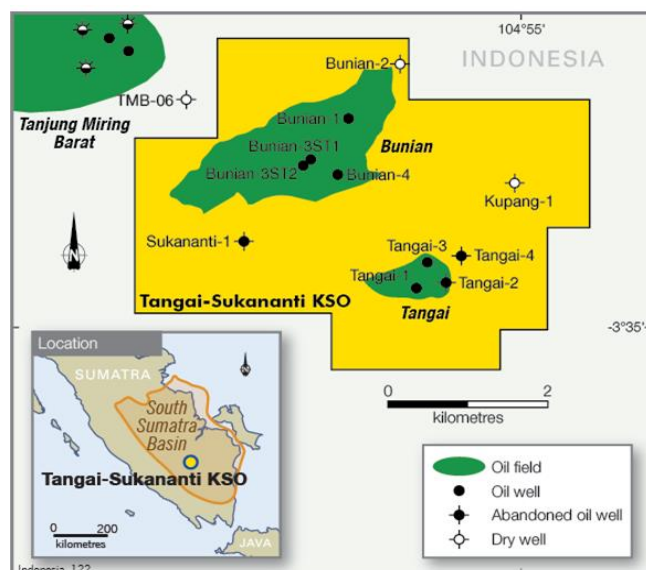 104°55'
INDONESIA
Bunian-2
TMB-06
Tanjung Miring
Barat
Bunian 1
Bunian
Bunian 3ST1
Bunian 3ST2
Bunian-4
Kupang-1
N
Sukananti-1
Tangai-3
Tangai-4
Tangai 1
Tangai-2
Tangai-Sukananti KSO
Tangai
-3°35'
Location
N
SUMATRA
South
Sumatra
Basin
Tangai-Sukananti KSO
0 200
kilometres
JAVA
0 2
kilometres
Oil field
Oil well
Abandoned oil well
Dry well
Indonesia 122